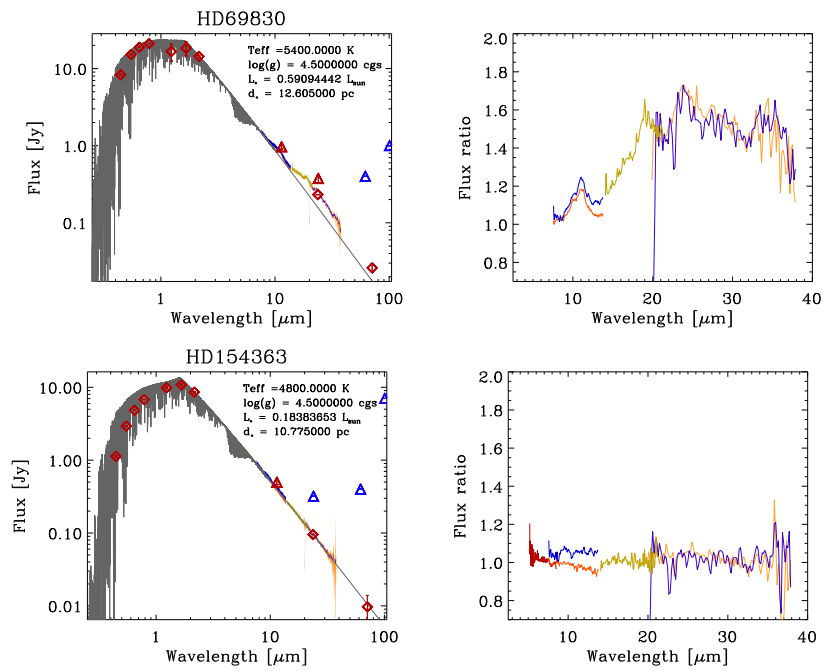 HD69830
Teff =5400.0000 K
log(g) = 4.5000000 cgs
L⋆ = 0.59094442 Lsun
d⋆ = 12.605000 pc
Flux [Jy]
10.0
1.0
0.1
1 10 100
Wavelength [μm]
Flux ratio
2.0
1.8
1.6
1.4
1.2
1.0
0.8
10 20 30 40
Wavelength [μm]
HD154363
Teff =4800.0000 K
log(g) = 4.5000000 cgs
L⋆ = 0.18383653 Lsun
d⋆ = 10.775000 pc
Flux [Jy]
10.00
1.00
0.10
0.01
1 10 100
Wavelength [μm]
Flux ratio
2.0
1.8
1.6
1.4
1.2
1.0
0.8
10 20 30 40
Wavelength [μm]